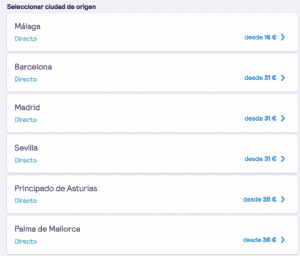 Seleccionar ciudad de origen
Málaga
Directo
desde 18 €
Barcelona
Directo
desde 31 €
Madrid
Directo
desde 31 €
Sevilla
Directo
desde 31 €
Principado de Asturias
Directo
desde 38 €
Palma de Mallorca
Directo
desde 38 €